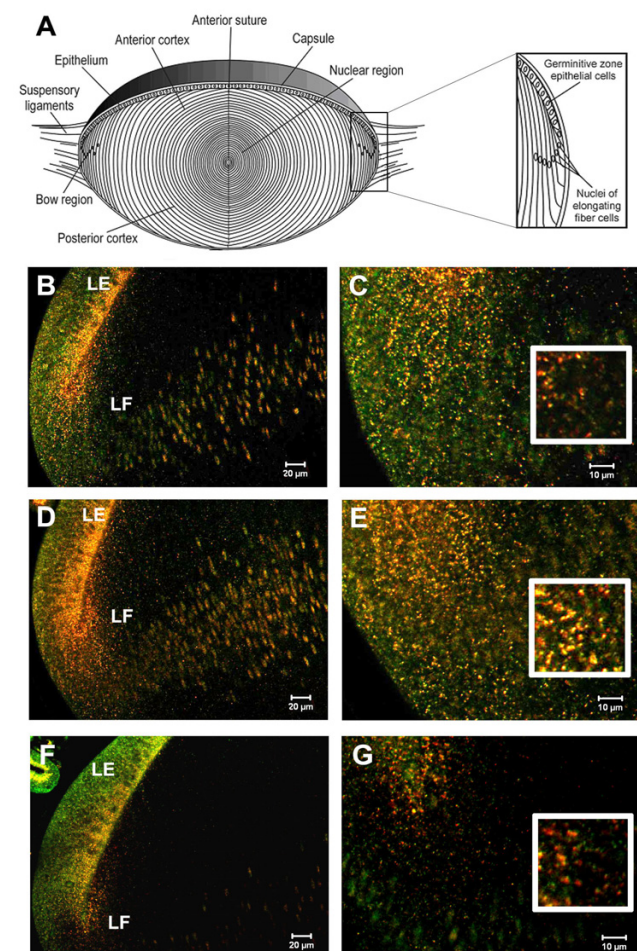 A
Anterior suture
Anterior cortex
Capsule
Epithelium
Nuclear region
Suspensory
ligaments
Bow region
Posterior cortex
Germinitive zone
epithelial cells
Nuclei of
elongating
fiber cells
B
LE
LF
20 µm
C
10 µm
D
LE
LF
20 µm
E
10 µm
F
LE
LF
20 µm
G
10 µm